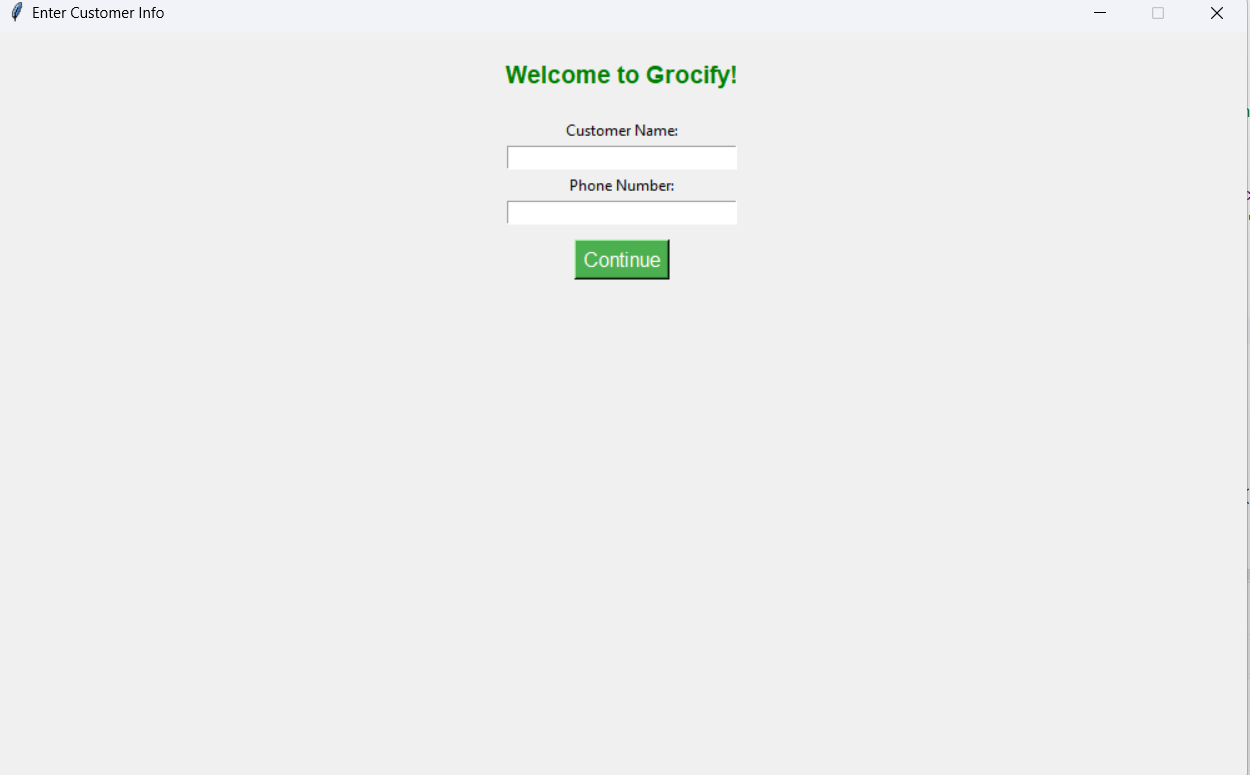 Enter Customer Info
Welcome to Grocify!
Customer Name:
Phone Number:
Continue